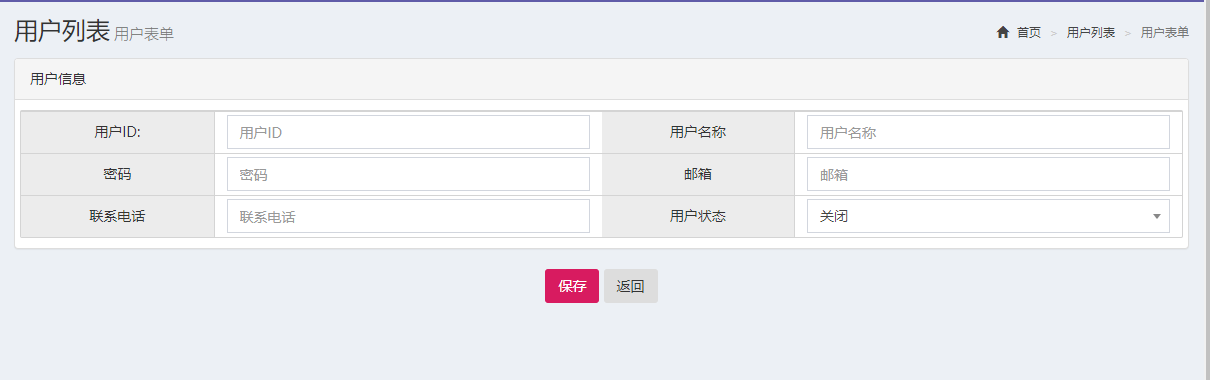 用户列表 用户表单
首页 > 用户列表 > 用户表单
用户信息
用户ID: 用户ID 用户名称 用户名称
密码 密码 邮箱 邮箱
联系电话 联系电话 用户状态 关闭
保存 返回